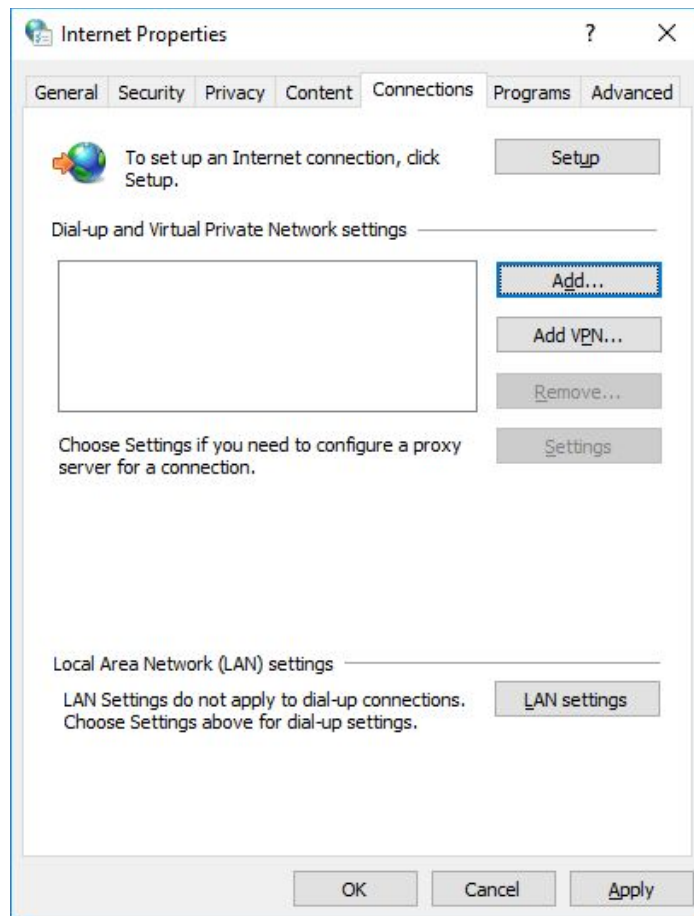 Internet Properties
?
General Security Privacy Content Connections Programs Advanced
To set up an Internet connection, click
Setup.
Setup
Dial-up and Virtual Private Network settings
Add...
Add VPN...
Remove...
Choose Settings if you need to configure a proxy
server for a connection.
Settings
Local Area Network (LAN) settings
LAN Settings do not apply to dial-up connections.
Choose Settings above for dial-up settings.
LAN settings
OK Cancel Apply